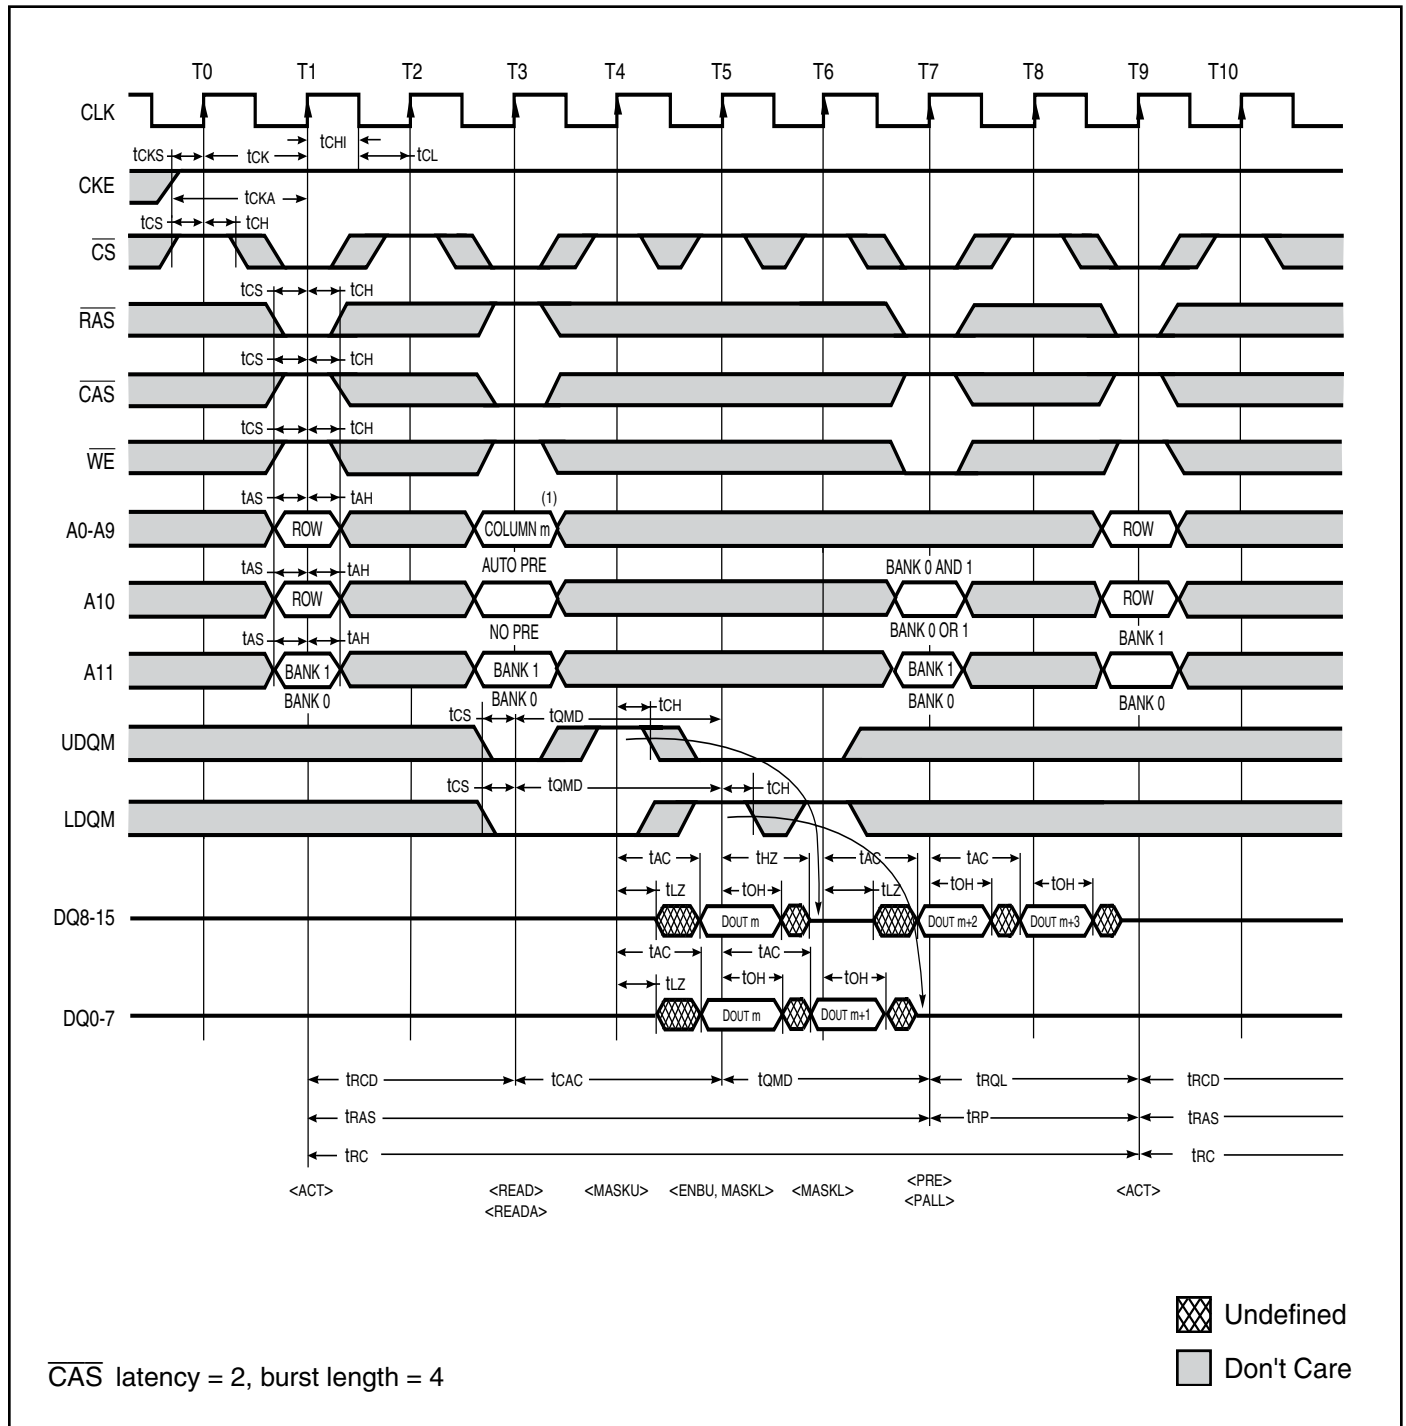 T0 T1 T2 T3 T4 T5 T6 T7 T8 T9 T10
CLK
tCHI
tCKS tCK tCL
CKE
tCKA
tCS tCH
CS
tCS tCH
RAS
tCS tCH
CAS
tCS tCH
WE
tAS tAH (1)
A0-A9 ROW COLUMN m ROW
tAS tAH AUTO PRE BANK 0 AND 1
A10 ROW ROW
tAS tAH NO PRE BANK 0 OR 1 BANK 1
A11 BANK 1 BANK 1 BANK 1
BANK 0 BANK 0 BANK 0 BANK 0
tCS tQMD tCH
UDQM
tCS tQMD tCH
LDQM
tAC tHZ tAC tAC
tLZ tOH tLZ tOH tOH
DQ8-15 DOUT m DOUT m+2 DOUT m+3
tAC tAC
tLZ tOH tOH
DQ0-7 DOUT m DOUT m+1
tRCD tCAC tQMD tRQL tRCD
tRAS tRP tRAS
tRC tRC
<ACT> <READ> <MASKU> <ENBU, MASKL> <MASKL> <PRE> <ACT>
<READA> <PALL>
Undefined
Don't Care
CAS latency = 2, burst length = 4